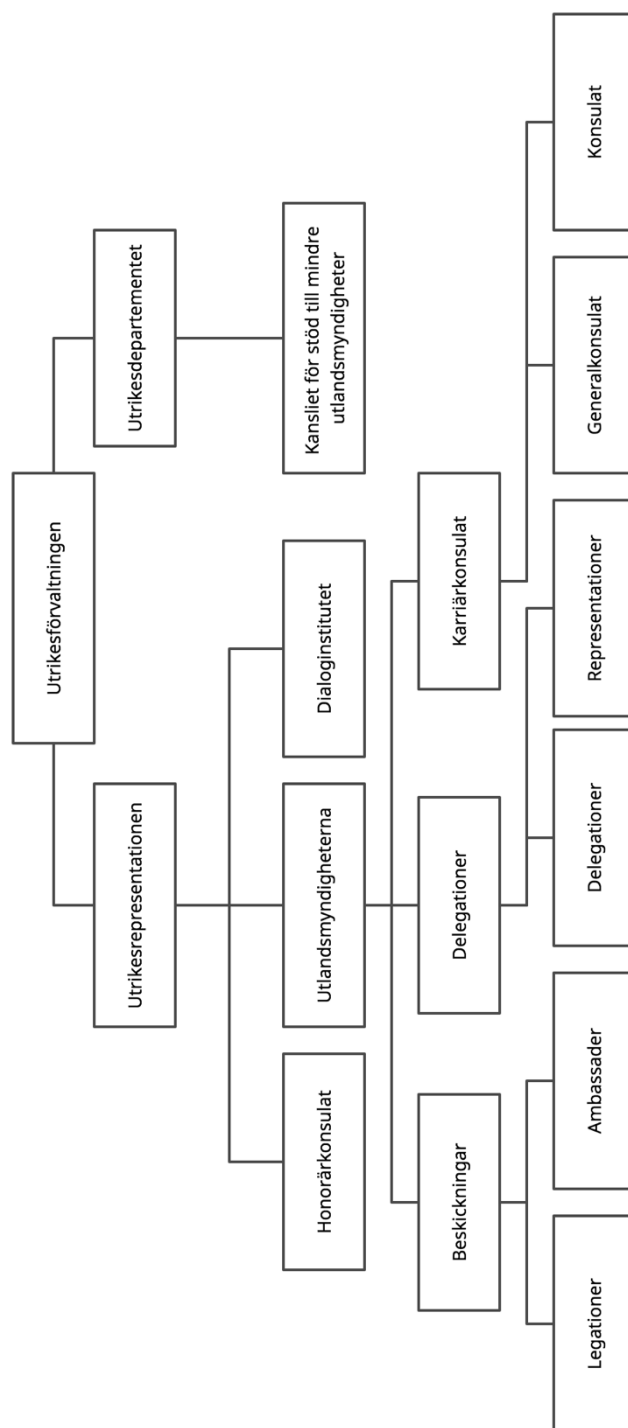 Utrikesförvaltningen
Utrikesrepresentationen
Utrikesdepartementet
Honorärkonsulat
Utlandsmyndigheterna
Dialoginstitutet
Kansliet för stöd till mindre
utlandsmyndigheter
Beskickningar
Delegationer
Karriärkonsulat
Legationer
Ambassader
Delegationer
Representationer
Generalkonsulat
Konsulat